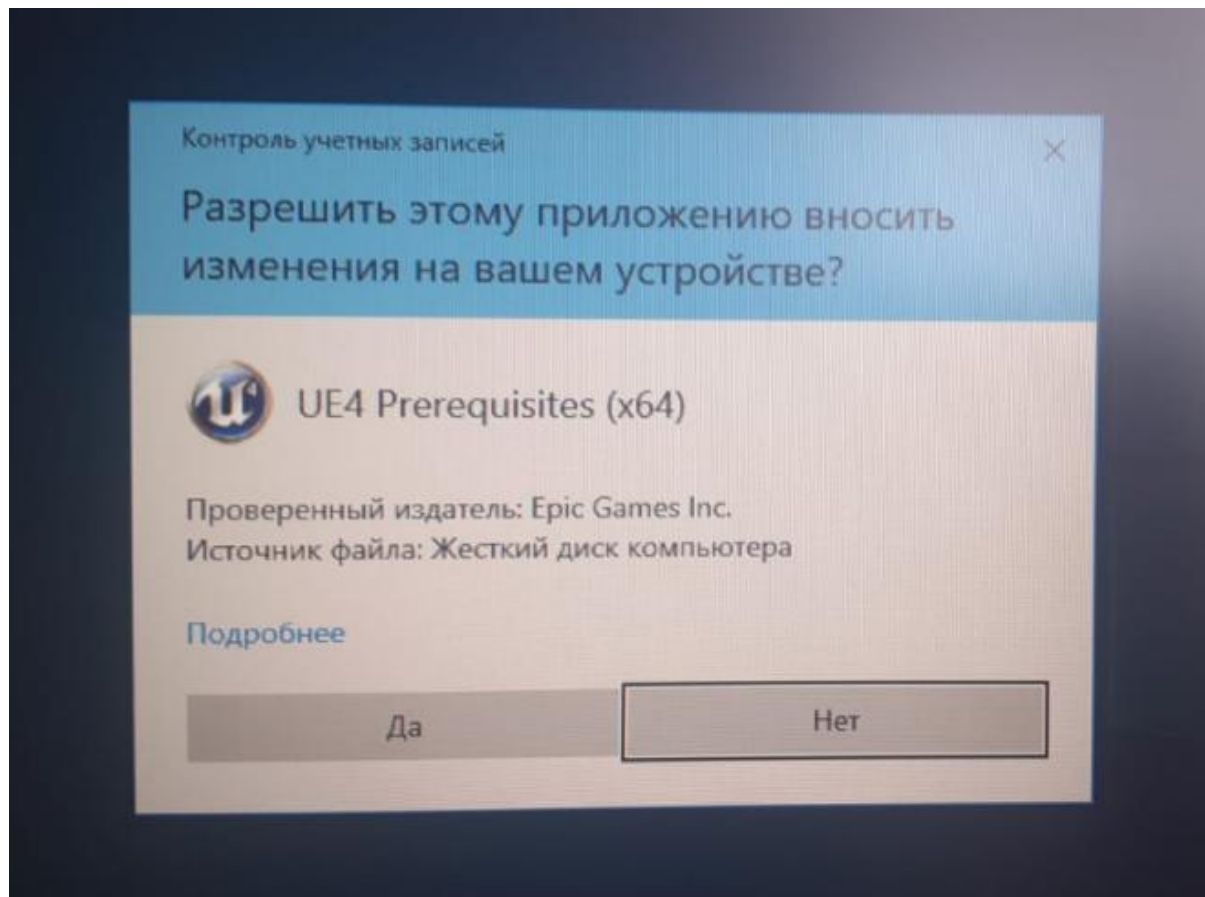 Контроль учетных записей
Разрешить этому приложению вносить
изменения на вашем устройстве?
UE4 Prerequisites (x64)
Проверенный издатель: Epic Games Inc.
Источник файла: Жесткий диск компьютера
Подробнее
Да
Нет